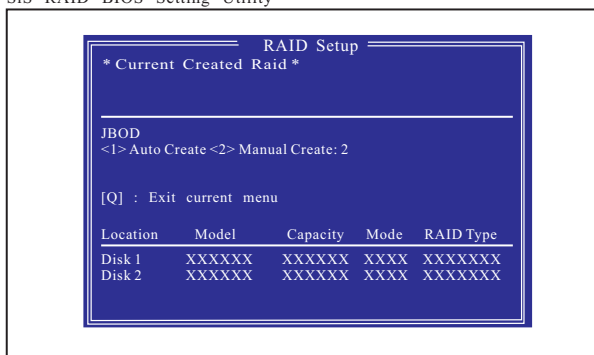 SiS RAID BIOS Setting Utility
RAID Setup
* Current Created Raid *
JBOD
<1> Auto Create <2> Manual Create: 2
[Q] : Exit current menu
Location Model Capacity Mode RAID Type
Disk 1 XXXXXX XXXXXX XXXX XXXXXXX
Disk 2 XXXXXX XXXXXX XXXX XXXXXXX